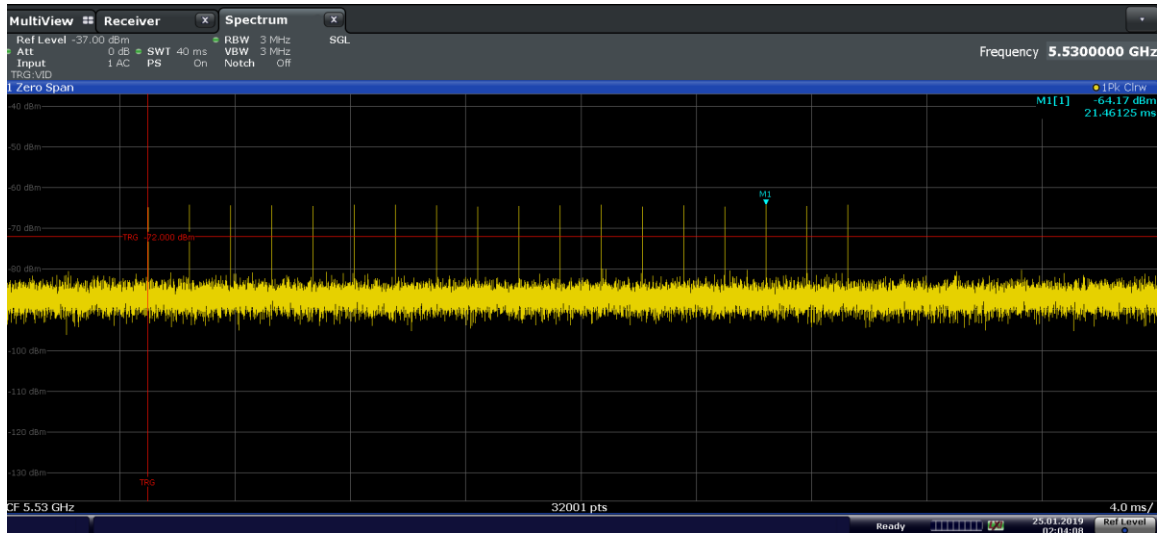 MultiView Receiver X Spectrum X
Ref Level -37.00 dBm RBW 3 MHz SGL
Att 0 dB SWT 40 ms VBW 3 MHz
Input 1 AC PS On Notch Off
TRG:VID
Frequency 5.5300000 GHz
1 Zero Span 1Pk Clrw
M1[1] -64.17 dBm
21.46125 ms
-40 dBm
-50 dBm
-60 dBm
M1
-70 dBm
TRG -72.000 dBm
-80 dBm
-100 dBm
-110 dBm
-120 dBm
-130 dBm
TRG
CF 5.53 GHz 32001 pts 4.0 ms/
Ready 25.01.2019 Ref Level
02:04:08